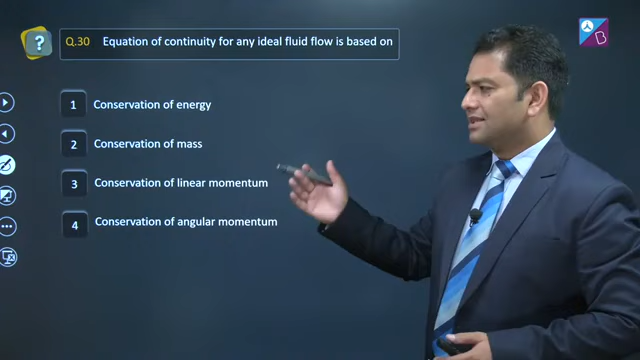 Q.30 Equation of continuity for any ideal fluid flow is based on
1 Conservation of energy
2 Conservation of mass
3 Conservation of linear momentum
4 Conservation of angular momentum
A
B